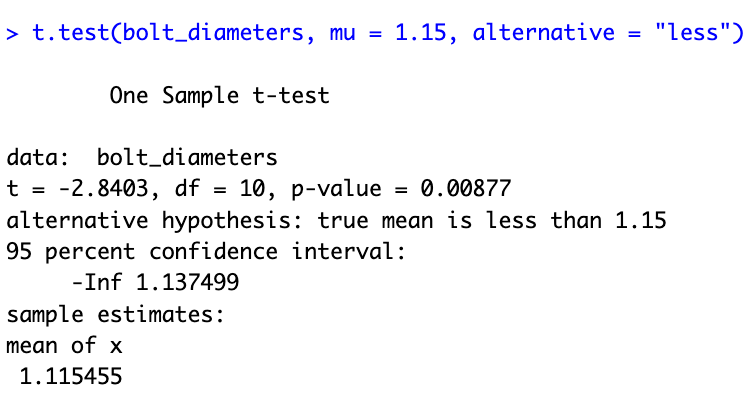 > t.test(bolt_diameters, mu = 1.15, alternative = "less")
One Sample t-test
data:  bolt_diameters
t = -2.8403, df = 10, p-value = 0.00877
alternative hypothesis: true mean is less than 1.15
95 percent confidence interval:
-Inf 1.137499
sample estimates:
mean of x
1.115455